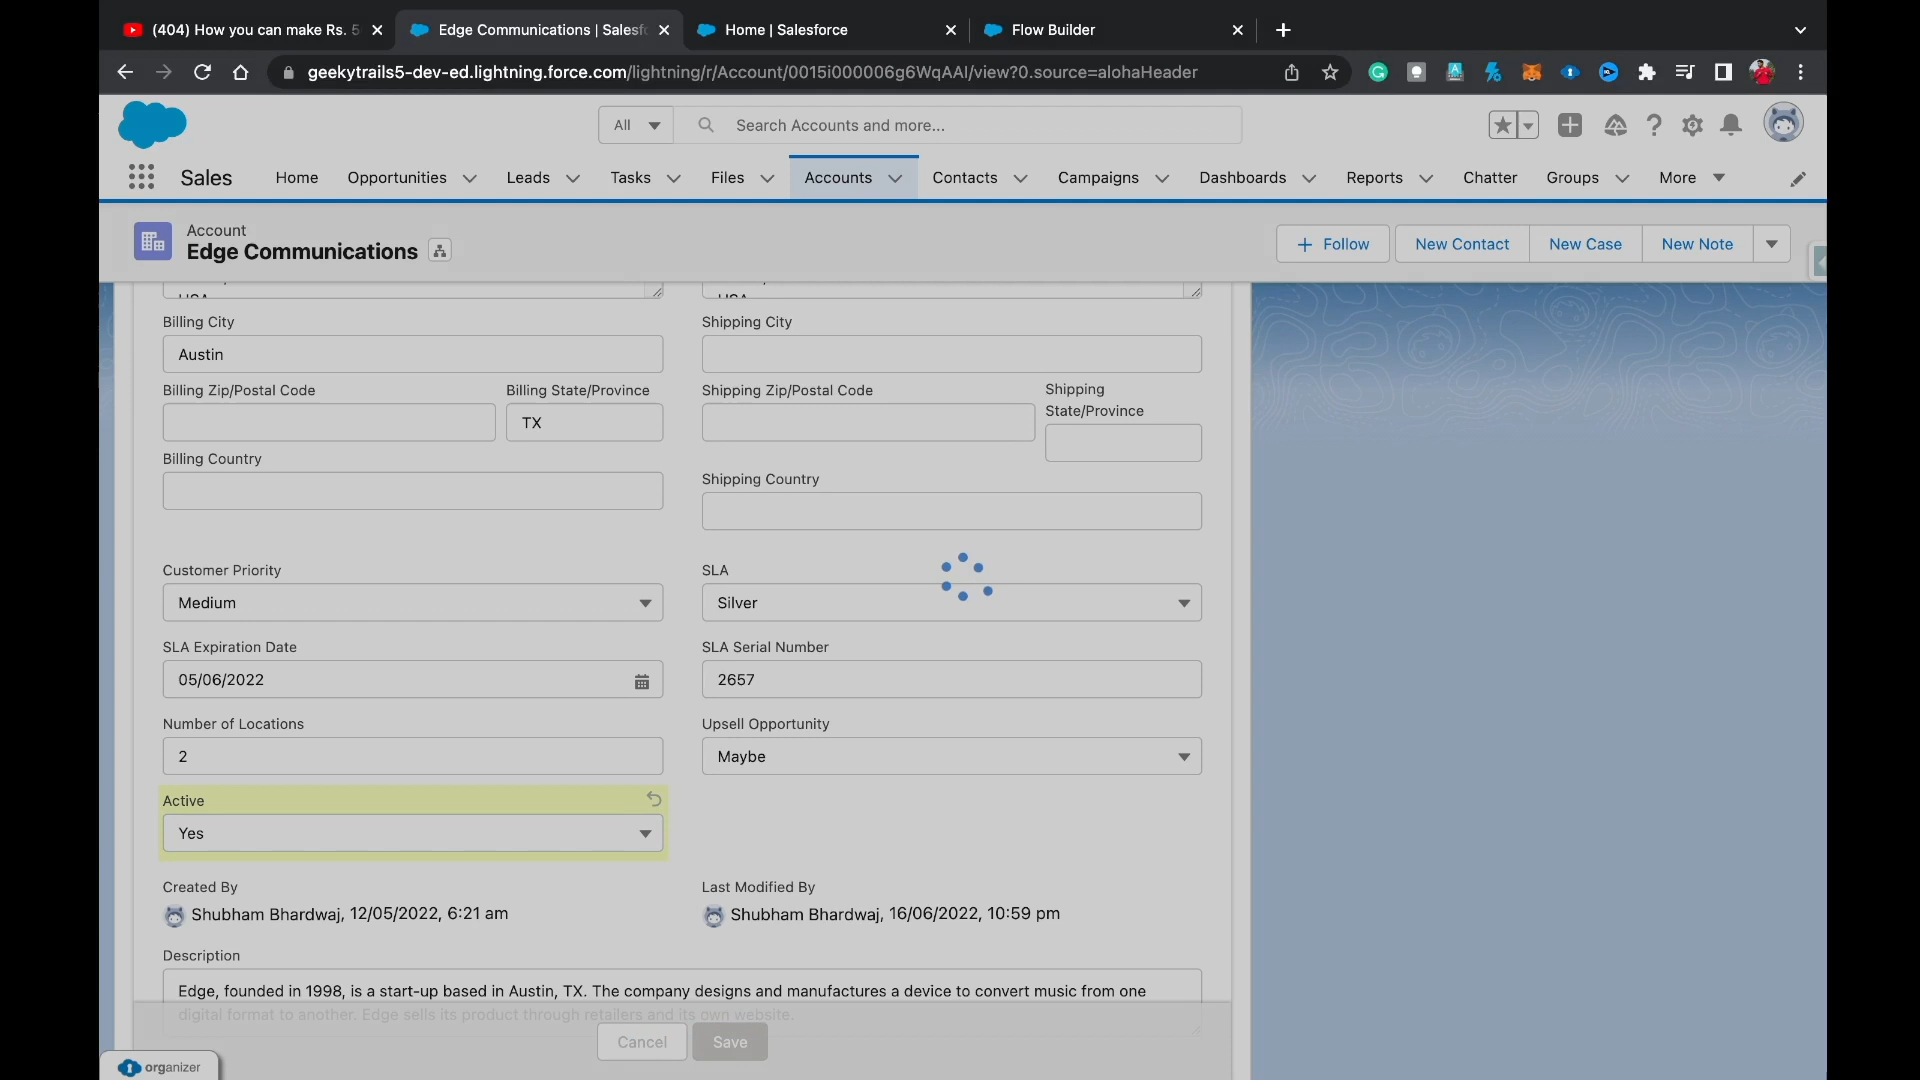 (404) How you can make Rs. 5
Edge Communications | Salesf
Home | Salesforce
Flow Builder
geekytrails5-dev-ed.lightning.force.com/lightning/r/Account/0015i000006g6WqAAI/view?0.source=alohaHeader
All
Search Accounts and more...
Sales
Home
Opportunities
Leads
Tasks
Files
Accounts
Contacts
Campaigns
Dashboards
Reports
Chatter
Groups
More
Account
Edge Communications
Follow
New Contact
New Case
New Note
USA
USA
Billing City
Shipping City
Austin
Billing Zip/Postal Code
Billing State/Province
Shipping Zip/Postal Code
Shipping
State/Province
TX
Billing Country
Shipping Country
Customer Priority
SLA
Medium
Silver
SLA Expiration Date
SLA Serial Number
05/06/2022
2657
Number of Locations
Upsell Opportunity
2
Maybe
Active
Yes
Created By
Last Modified By
Shubham Bhardwaj, 12/05/2022, 6:21 am
Shubham Bhardwaj, 16/06/2022, 10:59 pm
Description
Edge, founded in 1998, is a start-up based in Austin, TX. The company designs and manufactures a device to convert music from one
digital format to another. Edge sells its product through retailers and its own website.
Cancel
Save
organizer